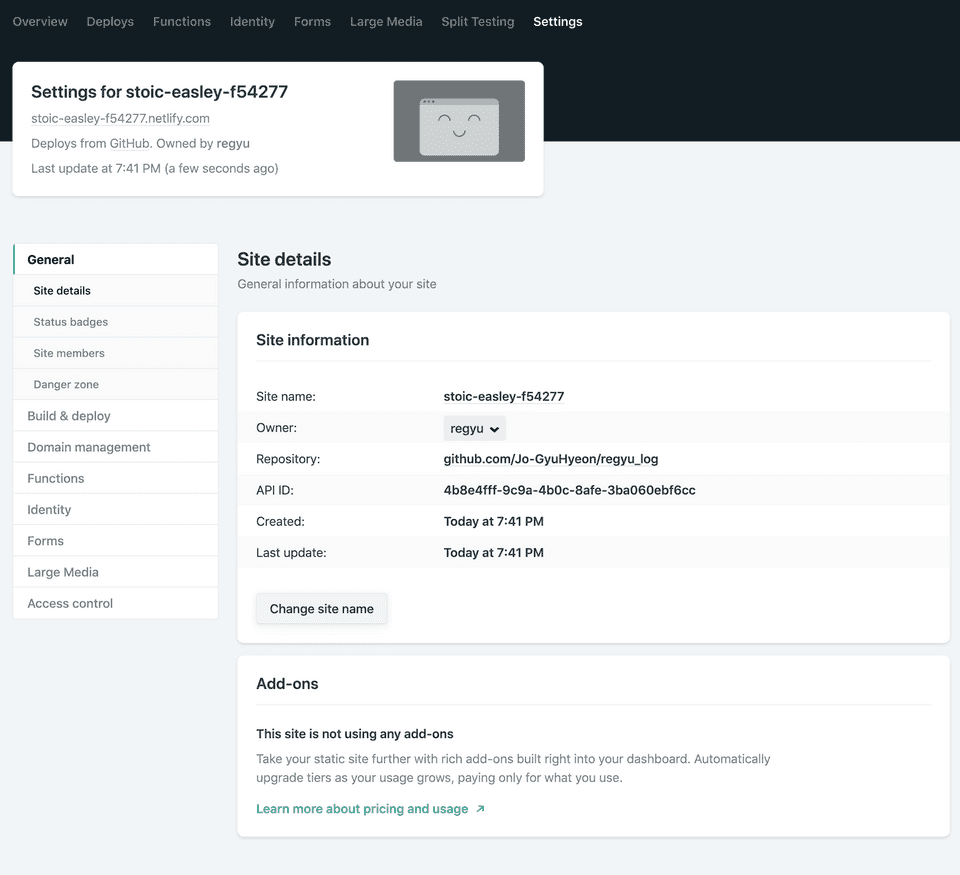 Overview Deploys Functions Identity Forms Large Media Split Testing Settings
Settings for stoic-easley-f54277
stoic-easley-f54277.netlify.com
Deploys from GitHub. Owned by regyu
Last update at 7:41 PM (a few seconds ago)
General
Site details
Status badges
Site members
Danger zone
Build & deploy
Domain management
Functions
Identity
Forms
Large Media
Access control
Site details
General information about your site
Site information
Site name: stoic-easley-f54277
Owner: regyu
Repository: github.com/Jo-GyuHyeon/regyu_log
API ID: 4b8e4fff-9c9a-4b0c-8afe-3ba060ebf6cc
Created: Today at 7:41 PM
Last update: Today at 7:41 PM
Change site name
Add-ons
This site is not using any add-ons
Take your static site further with rich add-ons built right into your dashboard. Automatically
upgrade tiers as your usage grows, paying only for what you use.
Learn more about pricing and usage